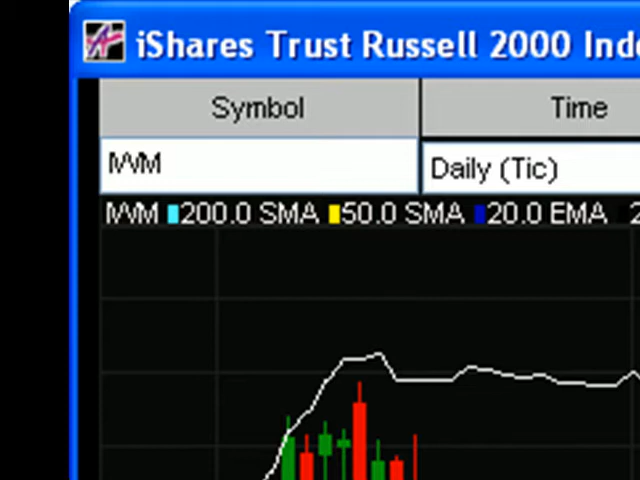 iShares Trust Russell 2000 Ind
Symbol Time
IWM Daily (Tic)
IWM 200.0 SMA 50.0 SMA 20.0 EMA 2